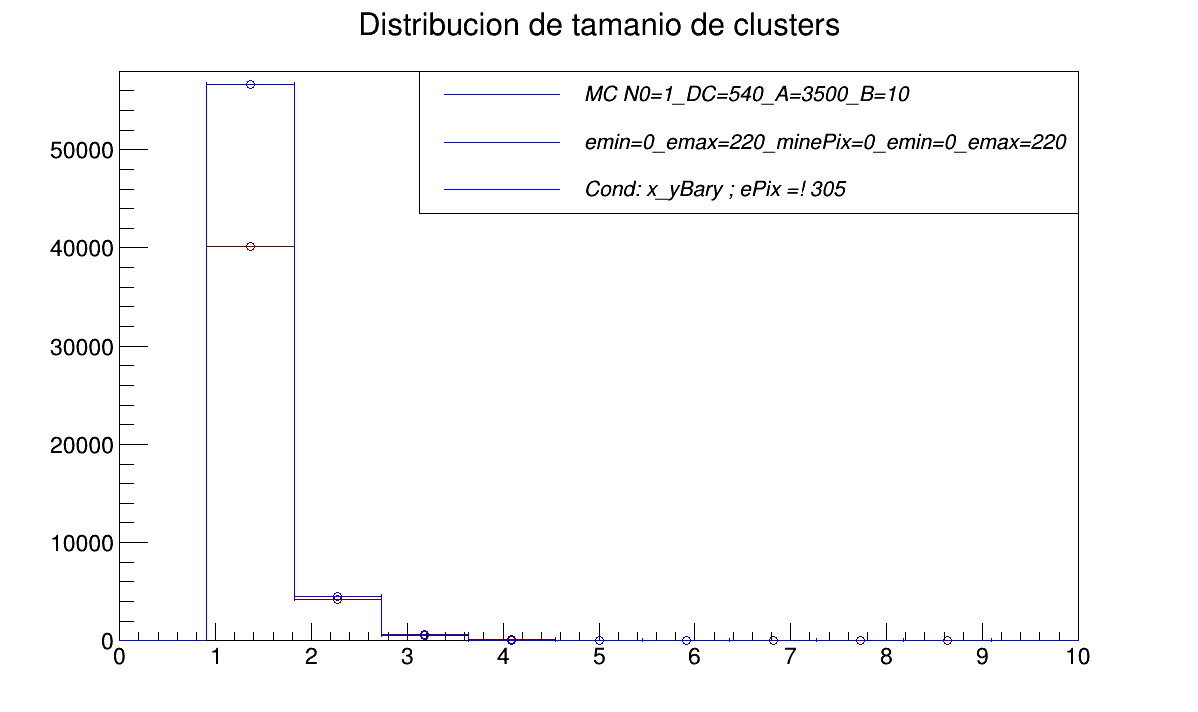 Distribucion de tamanio de clusters
MC N0=1_DC=540_A=3500_B=10
emin=0_emax=220_minePix=0_emin=0_emax=220
Cond: x_yBary ; ePix =! 305
50000
40000
30000
20000
10000
0
0 1 2 3 4 5 6 7 8 9 10